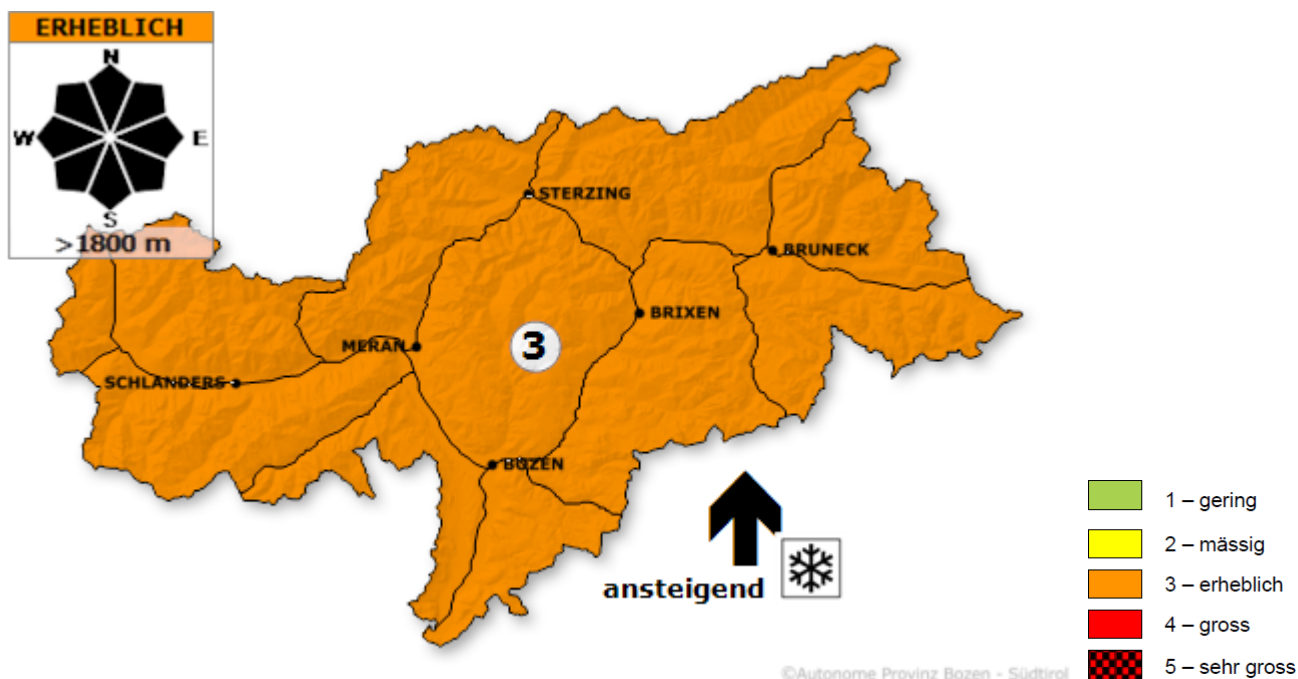 ERHEBLICH
N
W E
S
>1800 m
STERZING
BRUNECK
BRIXEN
3
MERAN
SCHLANDERS
BOZEN
ansteigend
1 – gering
2 – mässig
3 – erheblich
4 – gross
5 – sehr gross
©Autonome Provinz Bozen - Südtirol